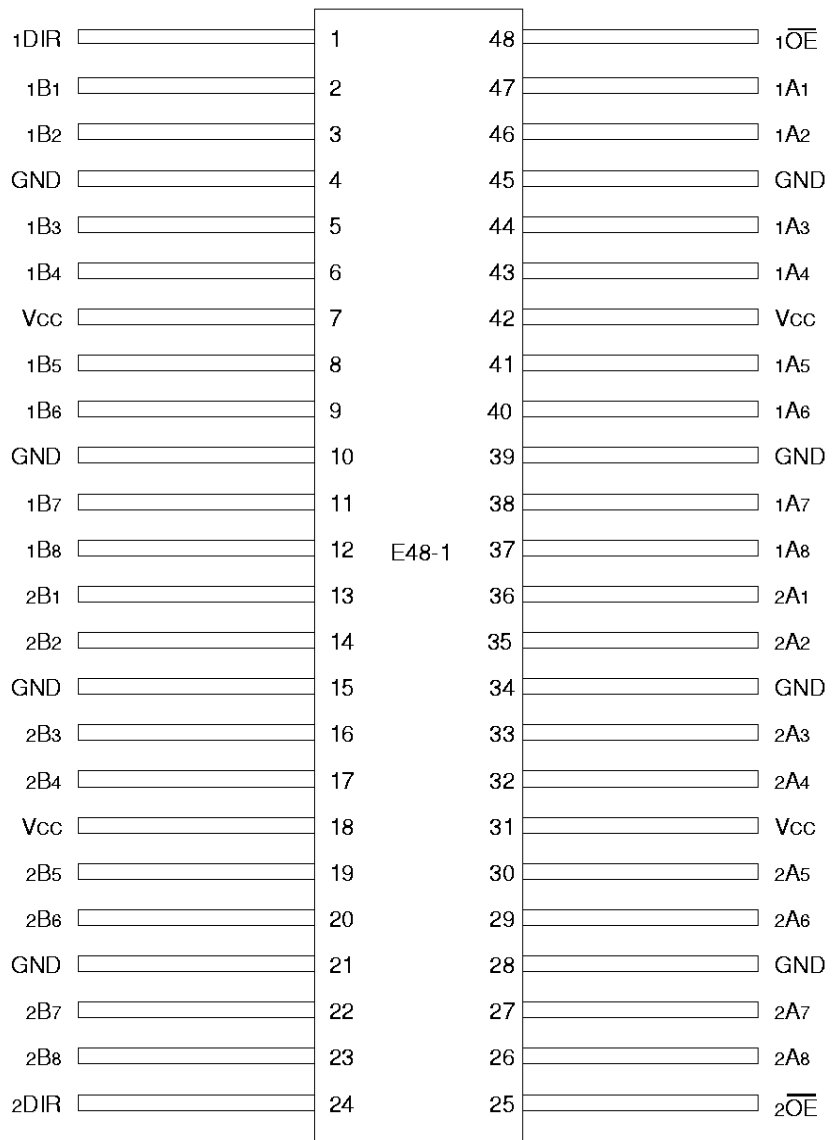 1DIR 1 48 1O̅E̅
1B1 2 47 1A1
1B2 3 46 1A2
GND 4 45 GND
1B3 5 44 1A3
1B4 6 43 1A4
VCC 7 42 VCC
1B5 8 41 1A5
1B6 9 40 1A6
GND 10 39 GND
1B7 11 38 1A7
1B8 12 E48-1 37 1A8
2B1 13 36 2A1
2B2 14 35 2A2
GND 15 34 GND
2B3 16 33 2A3
2B4 17 32 2A4
VCC 18 31 VCC
2B5 19 30 2A5
2B6 20 29 2A6
GND 21 28 GND
2B7 22 27 2A7
2B8 23 26 2A8
2DIR 24 25 2O̅E̅